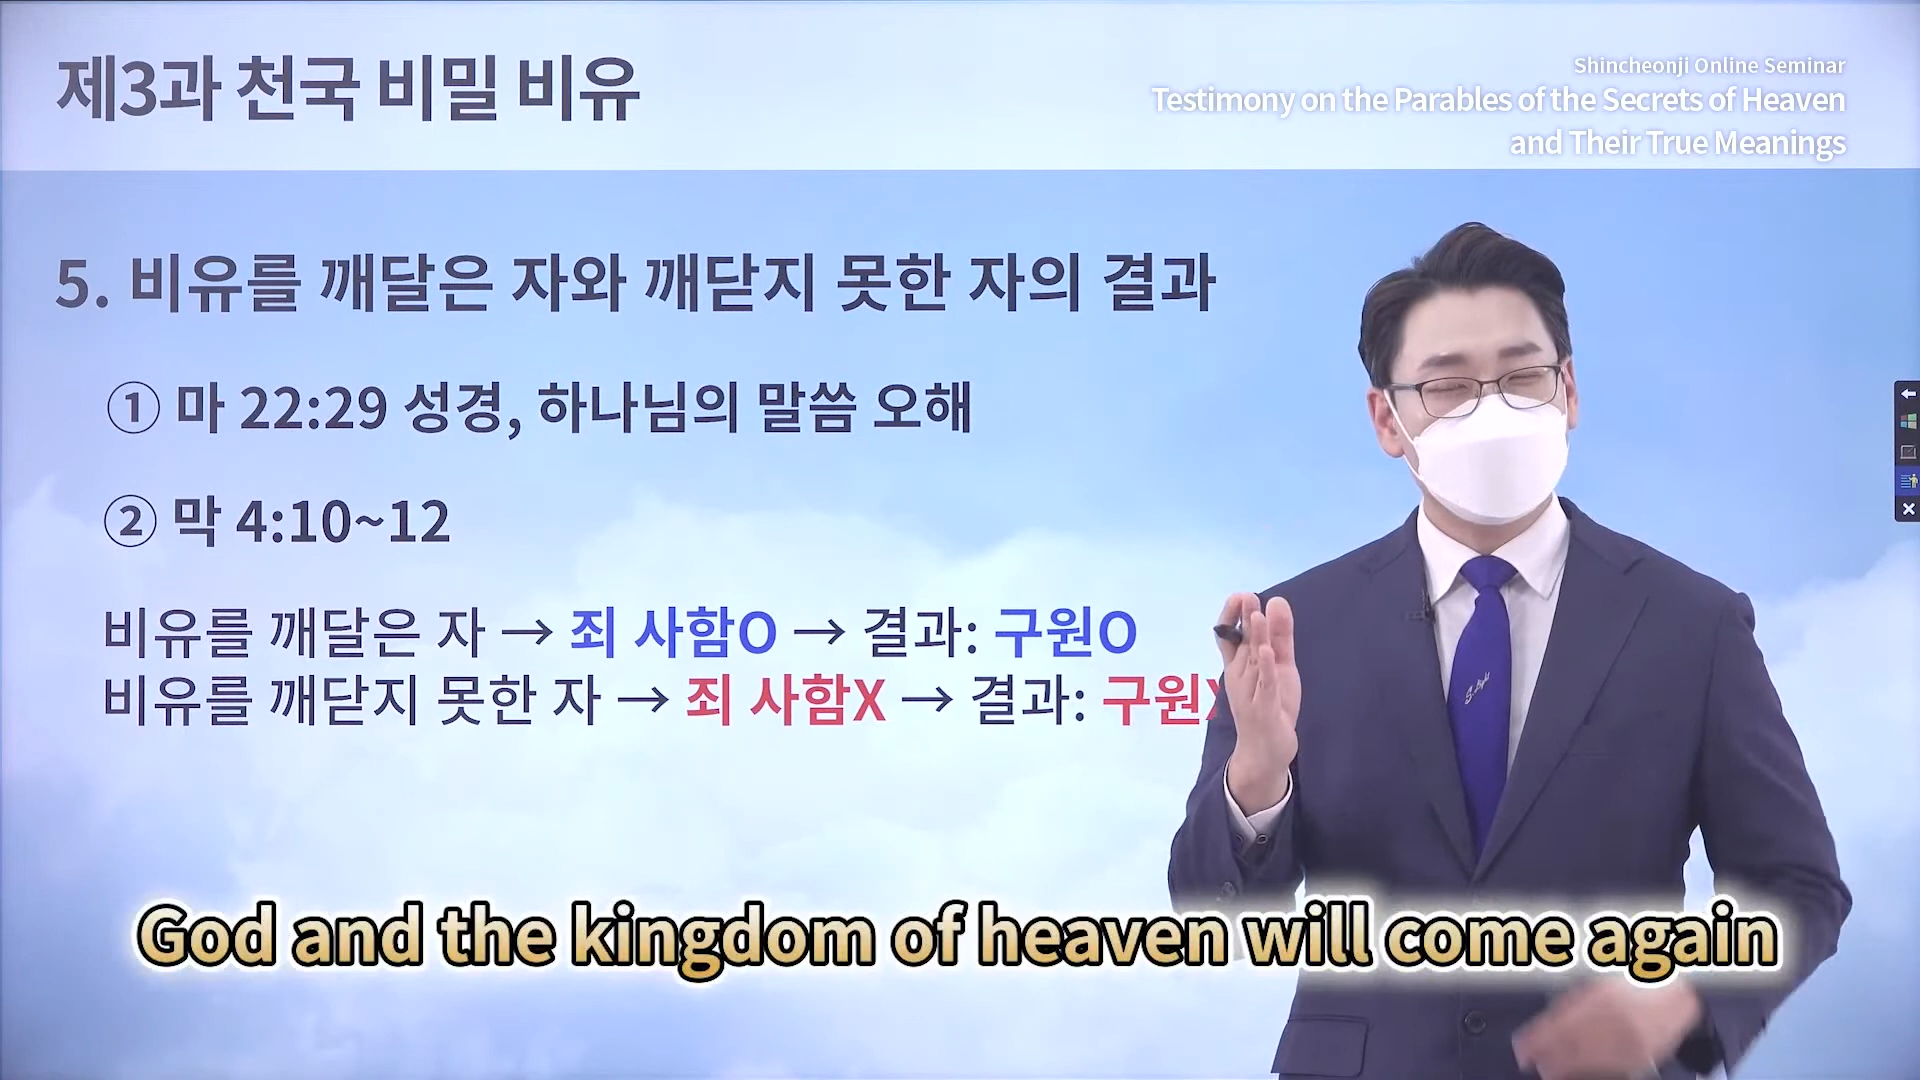 제3과 천국 비밀 비유
Shincheonji Online Seminar
Testimony on the Parables of the Secrets of Heaven
and Their True Meanings
5. 비유를 깨달은 자와 깨닫지 못한 자의 결과
① 마 22:29 성경, 하나님의 말씀 오해
② 막 4:10~12
비유를 깨달은 자 → 죄 사함O → 결과: 구원O
비유를 깨닫지 못한 자 → 죄 사함X → 결과: 구원X
God and the kingdom of heaven will come again